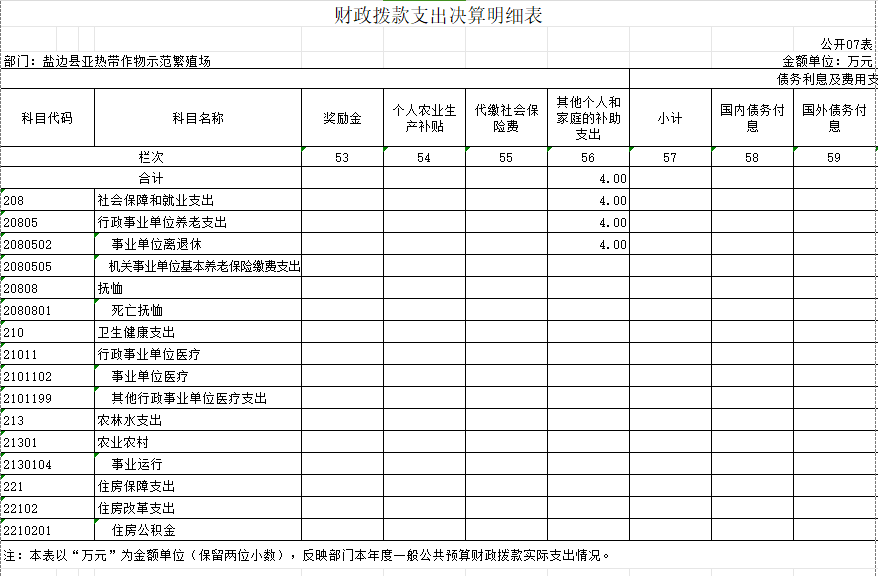 财政拨款支出决算明细表
公开07表
部门：盐边县亚热带作物示范繁殖场 金额单位：万元
债务利息及费用支
科目代码 科目名称 奖励金 个人农业生产补贴 代缴社会保险费 其他个人和家庭的补助支出 小计 国内债务付息 国外债务付息
栏次 53 54 55 56 57 58 59
合计 4.00
208 社会保障和就业支出 4.00
20805 行政事业单位养老支出 4.00
2080502 事业单位离退休 4.00
2080505 机关事业单位基本养老保险缴费支出
20808 抚恤
2080801 死亡抚恤
210 卫生健康支出
21011 行政事业单位医疗
2101102 事业单位医疗
2101199 其他行政事业单位医疗支出
213 农林水支出
21301 农业农村
2130104 事业运行
221 住房保障支出
22102 住房改革支出
2210201 住房公积金
注：本表以“万元”为金额单位（保留两位小数），反映部门本年度一般公共预算财政拨款实际支出情况。